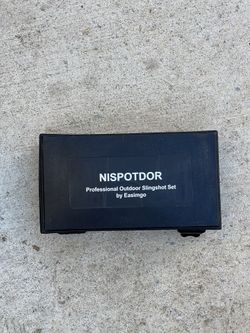 NISPOTDOR
Professional Outdoor Slingshot Set
by Easimgo